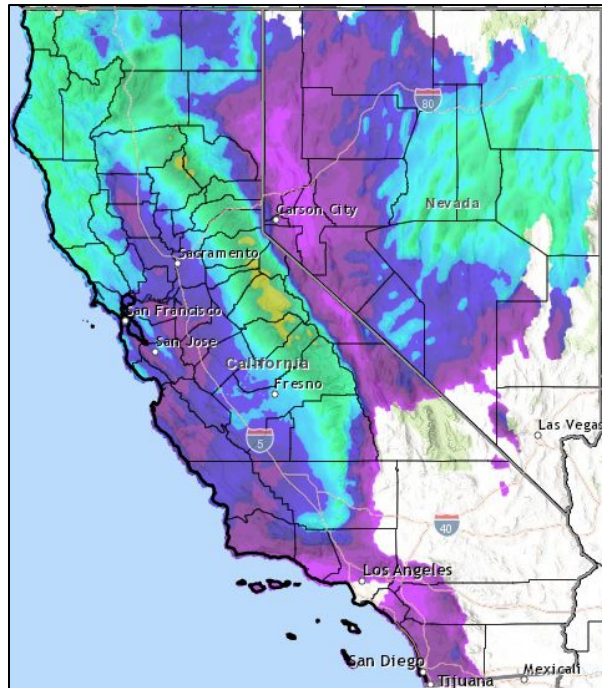 80
Nevada
Carson City
Sacramento
San Francisco
San Jose
California
Fresno
Las Vegas
5
40
Los Angeles
San Diego
Mexicali
Tijuana